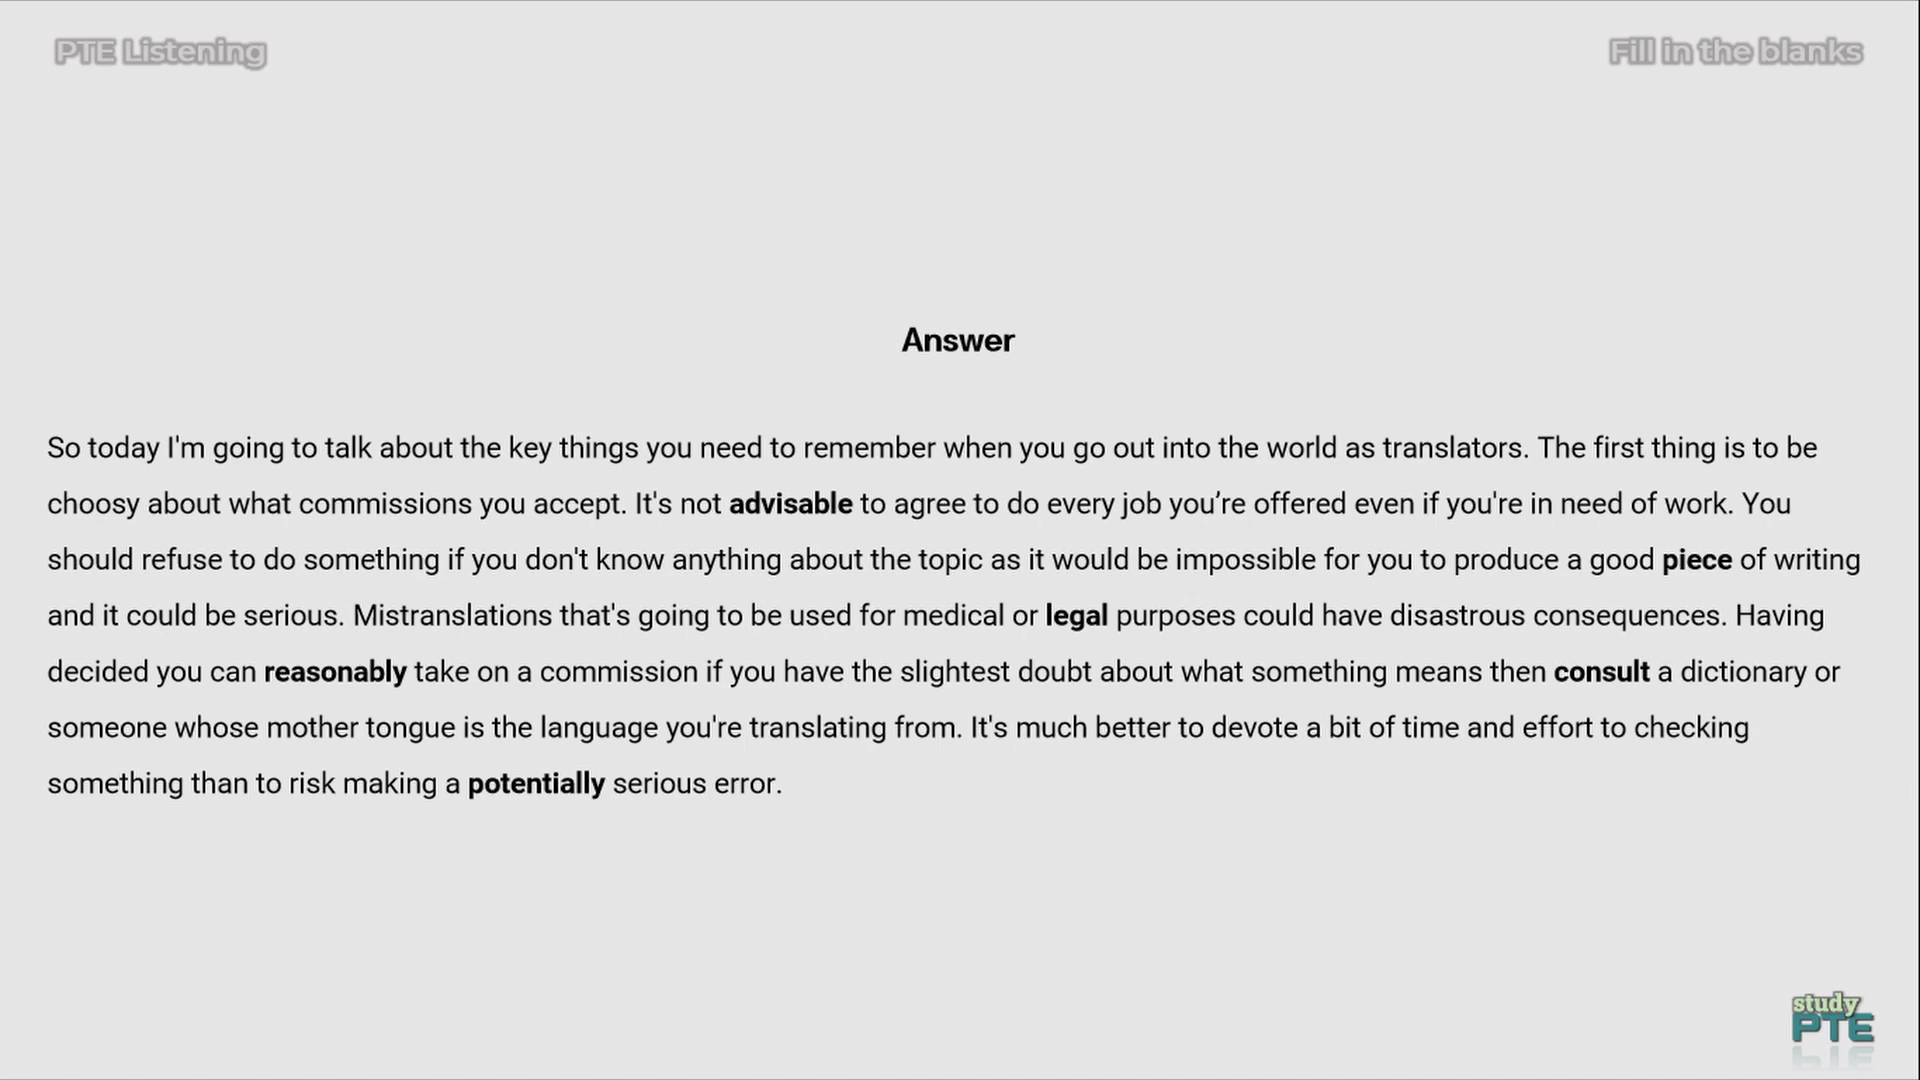 PTE Listening
Fill in the blanks
Answer
So today I'm going to talk about the key things you need to remember when you go out into the world as translators. The first thing is to be
choosy about what commissions you accept. It's not advisable to agree to do every job you’re offered even if you're in need of work. You
should refuse to do something if you don't know anything about the topic as it would be impossible for you to produce a good piece of writing
and it could be serious. Mistranslations that's going to be used for medical or legal purposes could have disastrous consequences. Having
decided you can reasonably take on a commission if you have the slightest doubt about what something means then consult a dictionary or
someone whose mother tongue is the language you're translating from. It's much better to devote a bit of time and effort to checking
something than to risk making a potentially serious error.
study
PTE